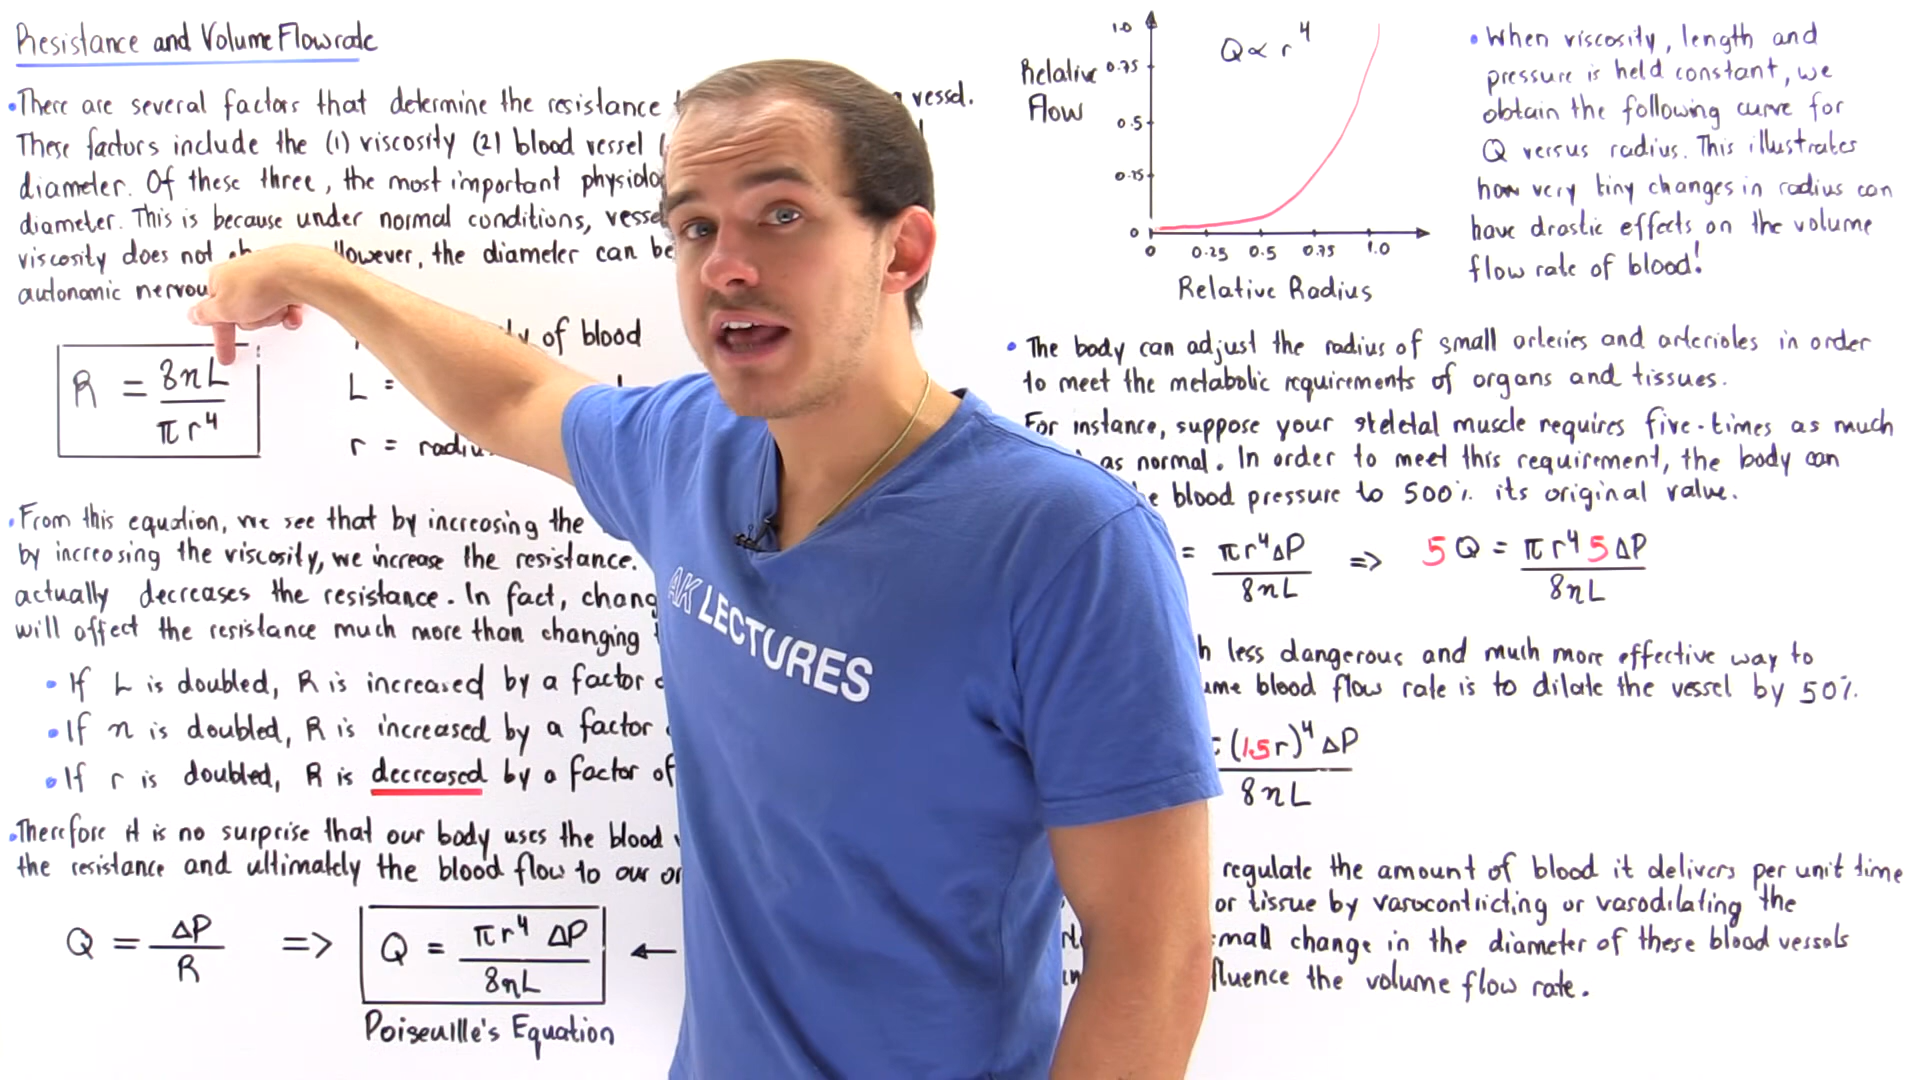 Resistance and Volume Flowrate
• There are several factors that determine the resistance vessel.
These factors include the (1) viscosity (2) blood vessel
diameter. Of these three, the most important
diameter. This is because under normal conditions,
viscosity does not However, the diameter can be
autonomic
R = 8ηL / πr⁴
of blood
L =
r =
• From this equation, we see that by increasing the
by increasing the viscosity, we increase the resistance.
actually decreases the resistance. In fact,
will affect the resistance much more than changing
• If L is doubled, R is increased by a factor
• If η is doubled, R is increased by a factor
• If r is doubled, R is decreased by a factor of
• Therefore it is no surprise that our body uses the blood
the resistance and ultimately the blood flow to our
Q = ΔP / R => Q = πr⁴ ΔP / 8ηL ←
Poiseuille's Equation
AK LECTURES
Relative Flow
1.0
0.75
0.5
0.25
0
Q ∝ r⁴
0 0.25 0.5 0.75 1.0
Relative Radius
• When viscosity, length and
pressure is held constant, we
obtain the following curve for
Q versus radius. This illustrates
how very tiny changes in radius can
have drastic effects on the volume
flow rate of blood!
• The body can adjust the radius of small arteries and arterioles in order
to meet the metabolic requirements of organs and tissues.
For instance, suppose your skeletal muscle requires five-times as much
as normal. In order to meet this requirement, the body can
blood pressure to 500% its original value.
= πr⁴ΔP / 8ηL => 5Q = πr⁴5ΔP / 8ηL
less dangerous and much more effective way to
blood flow rate is to dilate the vessel by 50%.
(1.5r)⁴ ΔP / 8ηL
regulate the amount of blood it delivers per unit time
or tissue by vasocontricting or vasodilating the
change in the diameter of these blood vessels
the volume flow rate.